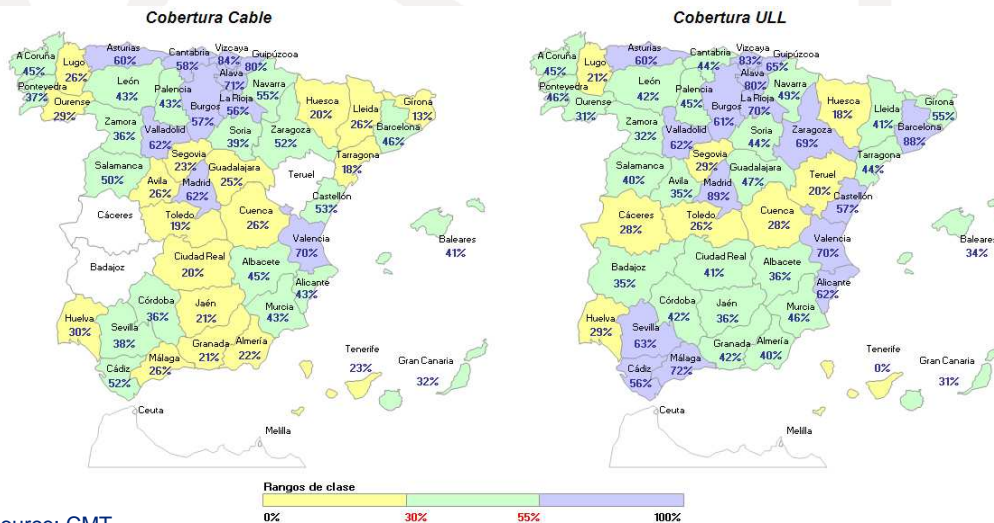 Cobertura Cable
A Coruña
45%
Lugo
26%
Asturias
60%
Cantabria
58%
Vizcaya
84%
Guipúzcoa
80%
Alava
71%
Navarra
55%
Pontevedra
37%
Ourense
29%
León
43%
Palencia
43%
Burgos
57%
La Rioja
56%
Huesca
20%
Lleida
26%
Girona
13%
Barcelona
46%
Zamora
36%
Valladolid
62%
Soria
39%
Zaragoza
52%
Tarragona
18%
Salamanca
50%
Segovia
23%
Avila
26%
Madrid
62%
Guadalajara
25%
Teruel
Castellón
53%
Cáceres
Toledo
19%
Cuenca
26%
Valencia
70%
Baleares
41%
Badajoz
Ciudad Real
20%
Albacete
45%
Alicante
43%
Huelva
30%
Sevilla
38%
Córdoba
36%
Jaén
21%
Murcia
43%
Cádiz
52%
Málaga
26%
Granada
21%
Almería
22%
Tenerife
23%
Gran Canaria
32%
Ceuta
Melilla
Cobertura ULL
A Coruña
45%
Lugo
21%
Asturias
60%
Cantabria
44%
Vizcaya
83%
Guipúzcoa
65%
Alava
80%
Navarra
49%
Pontevedra
46%
Ourense
31%
León
42%
Palencia
45%
Burgos
61%
La Rioja
70%
Huesca
18%
Lleida
41%
Girona
55%
Barcelona
88%
Zamora
32%
Valladolid
62%
Soria
44%
Zaragoza
69%
Tarragona
44%
Salamanca
40%
Segovia
29%
Avila
35%
Madrid
89%
Guadalajara
47%
Teruel
20%
Castellón
57%
Cáceres
28%
Toledo
26%
Cuenca
28%
Valencia
70%
Baleares
34%
Badajoz
35%
Ciudad Real
41%
Albacete
36%
Alicante
62%
Huelva
29%
Sevilla
63%
Córdoba
42%
Jaén
36%
Murcia
46%
Cádiz
56%
Málaga
72%
Granada
42%
Almería
40%
Tenerife
0%
Gran Canaria
31%
Ceuta
Melilla
Rangos de clase
0% 30% 55% 100%